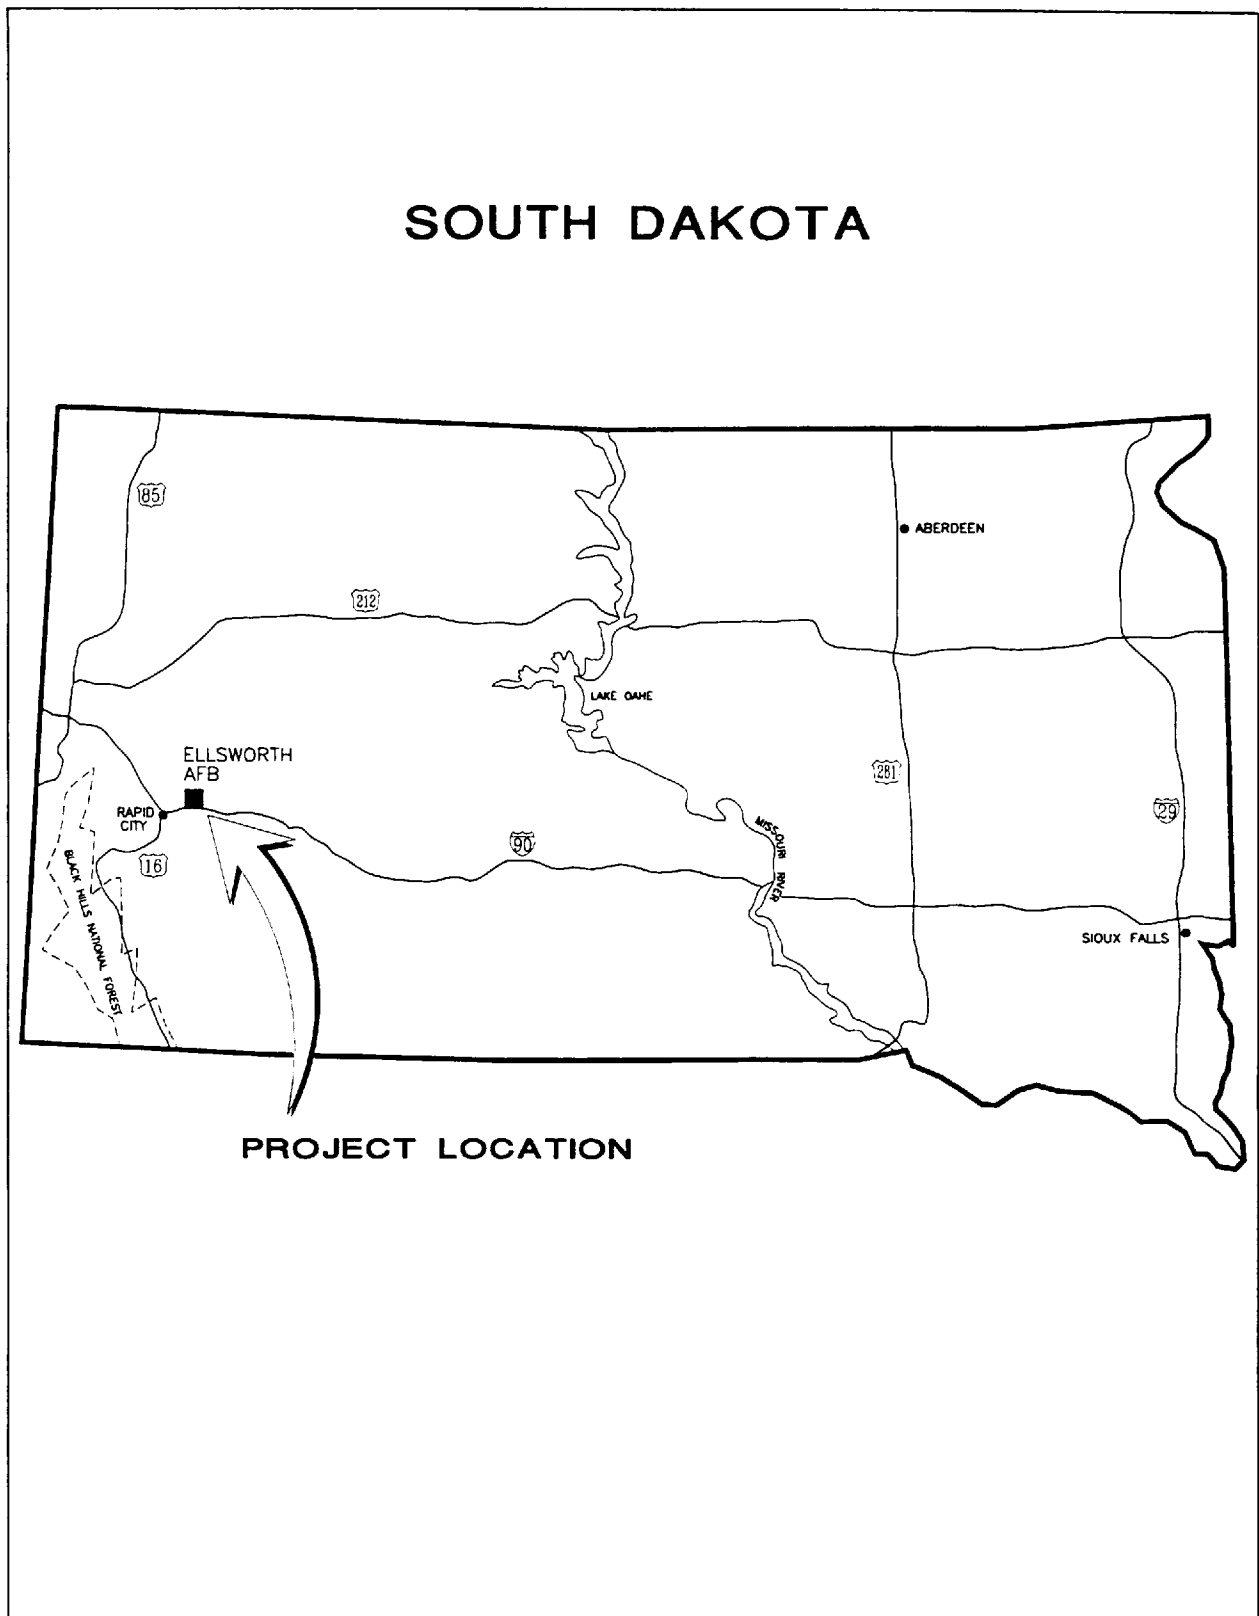 SOUTH DAKOTA
85
ABERDEEN
212
LAKE OAHE
ELLSWORTH
AFB
281
RAPID
CITY
29
MISSOURI RIVER
90
16
BLACK HILLS NATIONAL FOREST
SIOUX FALLS
PROJECT LOCATION